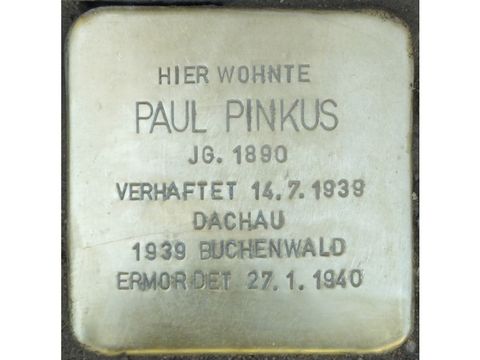 HIER WOHNTE
PAUL PINKUS
JG. 1890
VERHAFTET 14.7.1939
DACHAU
1939 BUCHENWALD
ERMORDET 27.1.1940